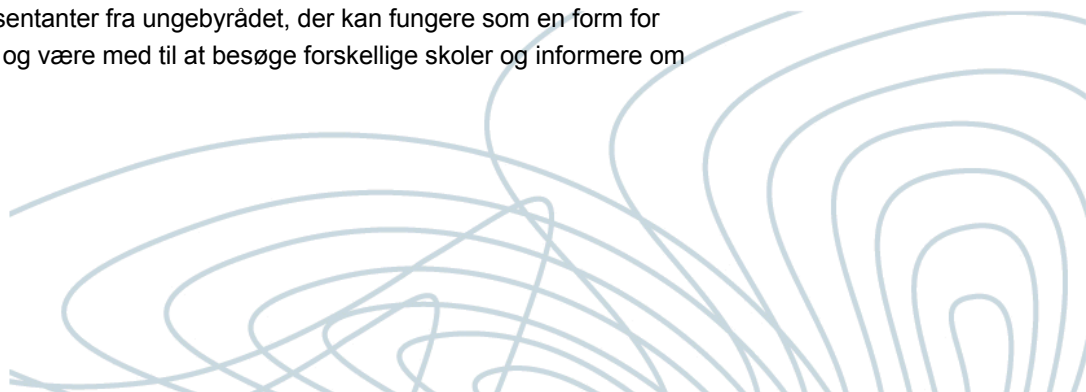 sentanter fra ungebyrådet, der kan fungere som en form for
og være med til at besøge forskellige skoler og informere om